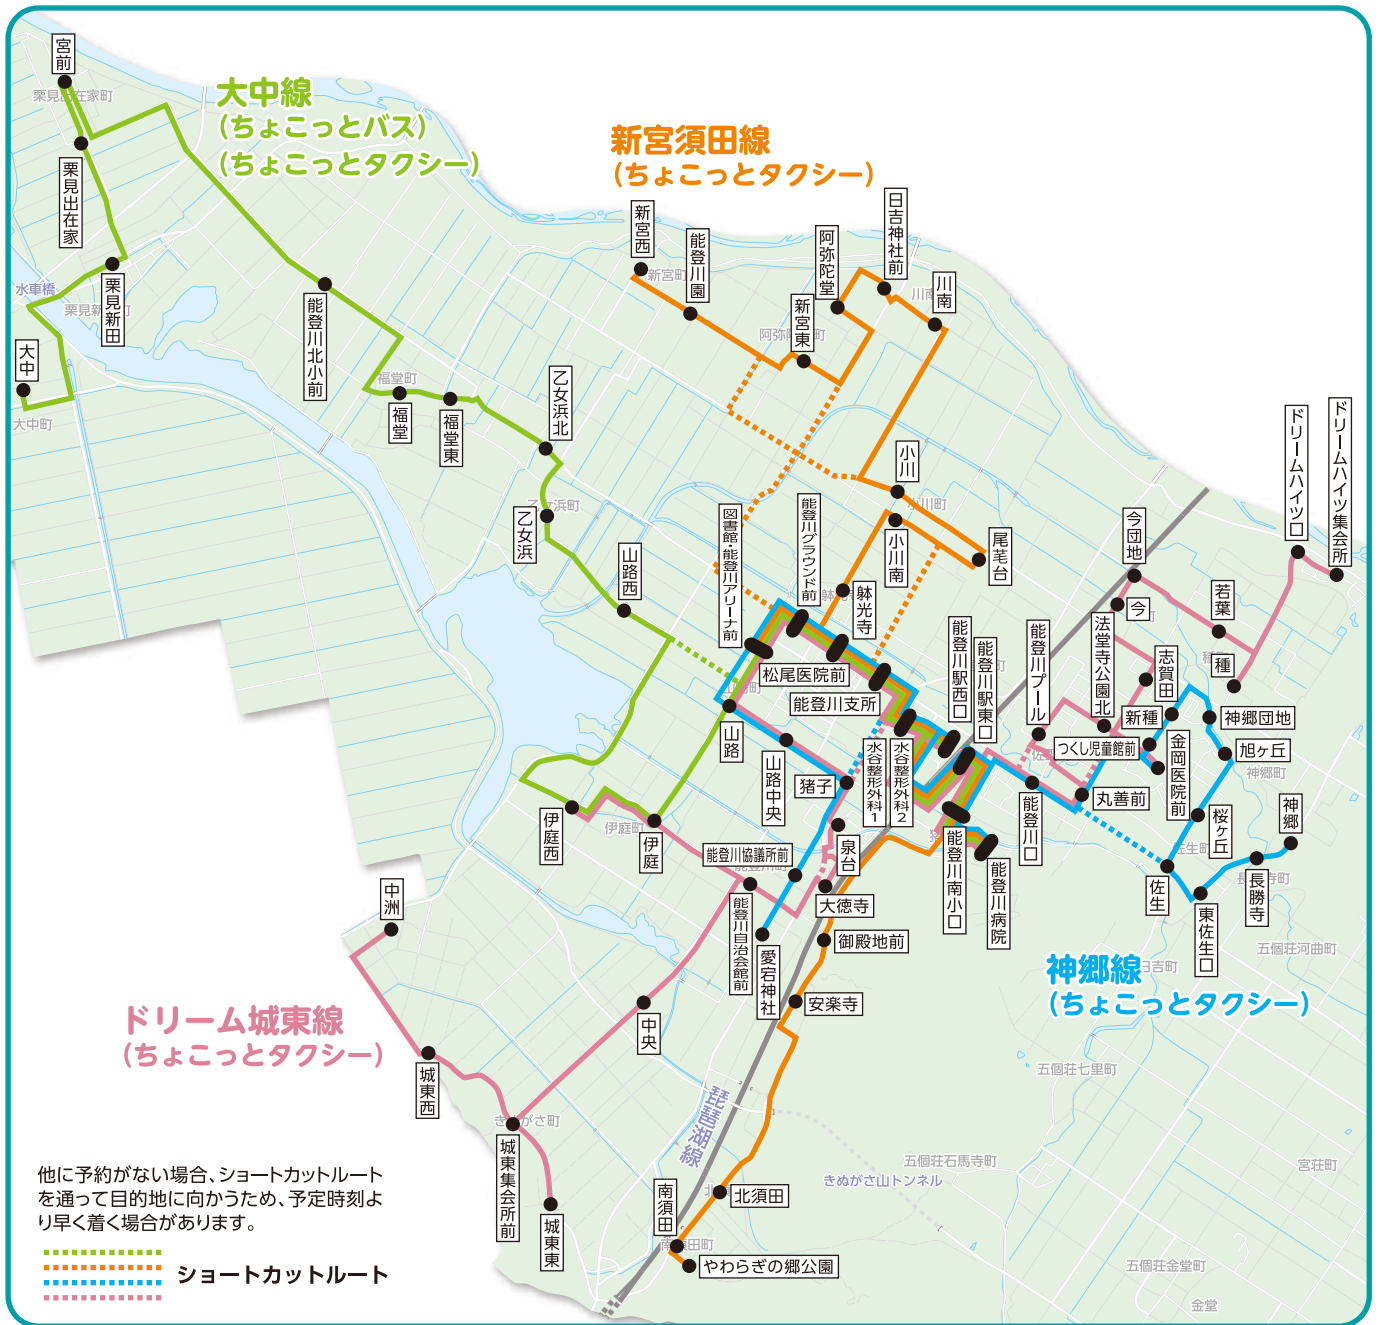 宮前
栗見出在家町
栗見出在家
水車橋
栗見新田
大中
大中町
大中線
(ちょこっとバス)
(ちょこっとタクシー)
能登川北小前
福堂町
福堂
福堂東
乙女浜北
乙女浜
山路西
新宮須田線
(ちょこっとタクシー)
新宮西
新宮町
能登川園
新宮東
阿弥陀堂
日吉神社前
川南
小川
小川町
小川南
尾芼台
躰光寺
能登川グラウンド前
図書館・能登川アリーナ前
松尾医院前
能登川支所
水谷整形外科1
水谷整形外科2
能登川駅西口
能登川駅東口
能登川プール
能登川口
今団地
今
法堂寺公園北
若葉
種
ドリームハイツ口
ドリームハイツ集会所
志賀田
新種
つくし児童館前
金岡医院前
丸善前
神郷団地
旭ヶ丘
神郷町
桜ヶ丘
神郷
長勝寺
東佐生口
佐生
佐生町
山路
山路中央
猪子
泉台
大徳寺
能登川南小口
能登川病院
伊庭西
伊庭町
伊庭
能登川協議所前
能登川自治会館前
愛宕神社
御殿地前
安楽寺
中央
中洲
城東西
城東集会所前
城東東
ドリーム城東線
(ちょこっとタクシー)
神郷線
(ちょこっとタクシー)
五個荘河曲町
五個荘七里町
五個荘石馬寺町
きぬがさ山トンネル
宮荘町
五個荘金堂町
金堂
琵琶湖線
北須田
南須田
やわらぎの郷公園
他に予約がない場合、ショートカットルート
を通って目的地に向かうため、予定時刻よ
り早く着く場合があります。
ショートカットルート